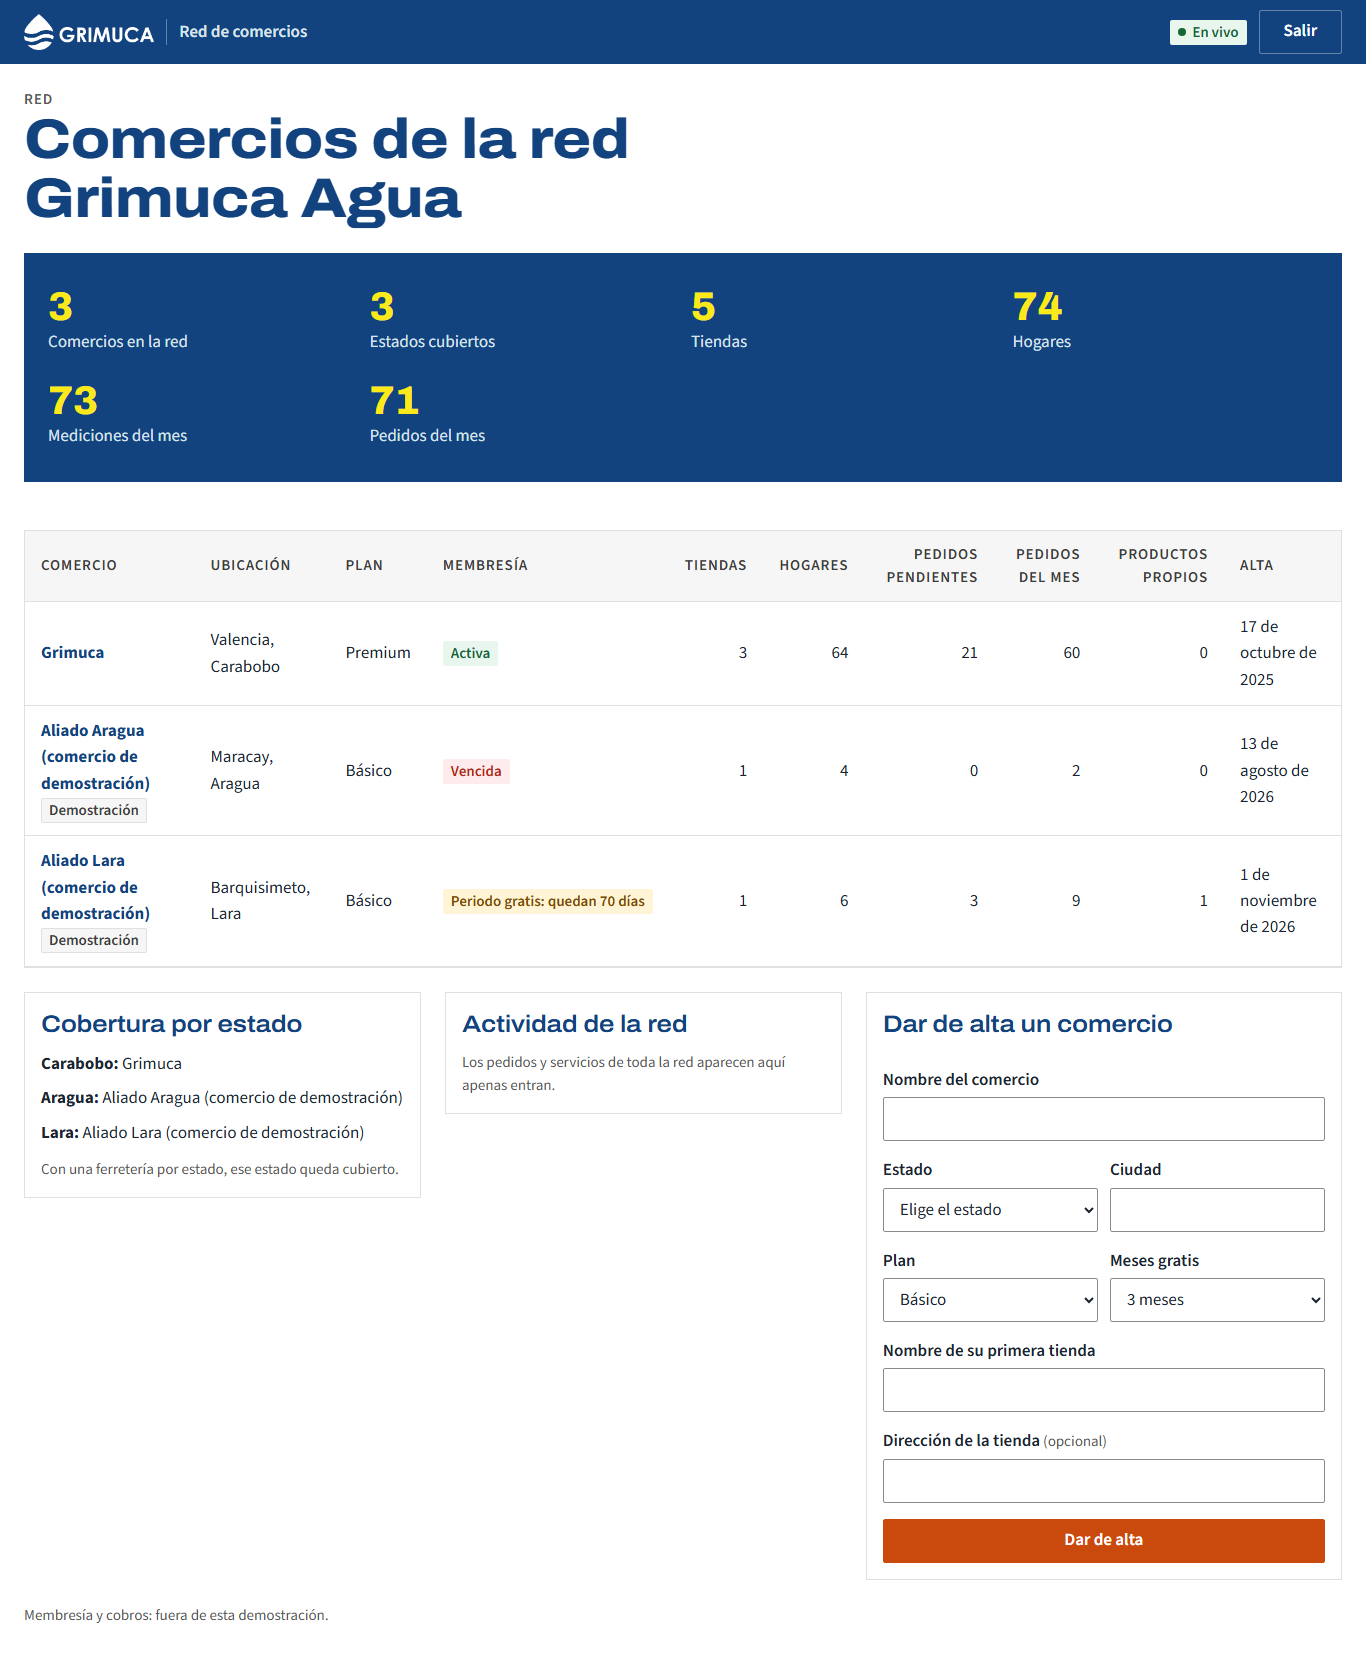 GRIMUCA
Red de comercios
En vivo
Salir
RED
Comercios de la red
Grimuca Agua
3
Comercios en la red
3
Estados cubiertos
5
Tiendas
74
Hogares
73
Mediciones del mes
71
Pedidos del mes
COMERCIO UBICACIÓN PLAN MEMBRESÍA TIENDAS HOGARES PEDIDOS PENDIENTES PEDIDOS DEL MES PRODUCTOS PROPIOS ALTA
Grimuca
Valencia,
Carabobo
Premium
Activa
3
64
21
60
0
17 de
octubre de
2025
Aliado Aragua
(comercio de
demostración)
Demostración
Maracay,
Aragua
Básico
Vencida
1
4
0
2
0
13 de
agosto de
2026
Aliado Lara
(comercio de
demostración)
Demostración
Barquisimeto,
Lara
Básico
Periodo gratis: quedan 70 días
1
6
3
9
1
1 de
noviembre
de 2026
Cobertura por estado
Carabobo: Grimuca
Aragua: Aliado Aragua (comercio de demostración)
Lara: Aliado Lara (comercio de demostración)
Con una ferretería por estado, ese estado queda cubierto.
Actividad de la red
Los pedidos y servicios de toda la red aparecen aquí
apenas entran.
Dar de alta un comercio
Nombre del comercio
Estado
Elige el estado
Ciudad
Plan
Básico
Meses gratis
3 meses
Nombre de su primera tienda
Dirección de la tienda (opcional)
Dar de alta
Membresía y cobros: fuera de esta demostración.